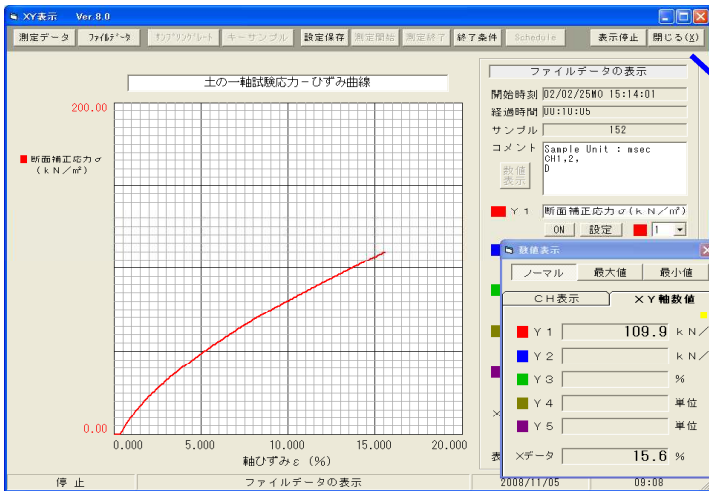 XY表示 Ver.8.0
測定データ ファイルデータ サンプリングレート キーサンプル 設定保存 測定開始 測定終了 終了条件 Schedule 表示停止 閉じる(X)
土の一軸試験応力-ひずみ曲線
200.00
断面補正応力σ
(kN/㎡)
0.00
0.000 5.000 10.000 15.000 20.000
軸ひずみε (%)
ファイルデータの表示
開始時刻 02/02/25MO 15:14:01
経過時間 00:10:05
サンプル 152
コメント Sample Unit : msec
CH1,2,
D
数値
表示
Y1 断面補正応力σ(kN/㎡)
ON 設定 1
数値表示
ノーマル 最大値 最小値
CH表示 XY軸数値
Y1 109.9 kN/
Y2 kN/
Y3 %
Y4 単位
Y5 単位
Xデータ 15.6 %
表
停止 ファイルデータの表示 2008/11/05 09:08